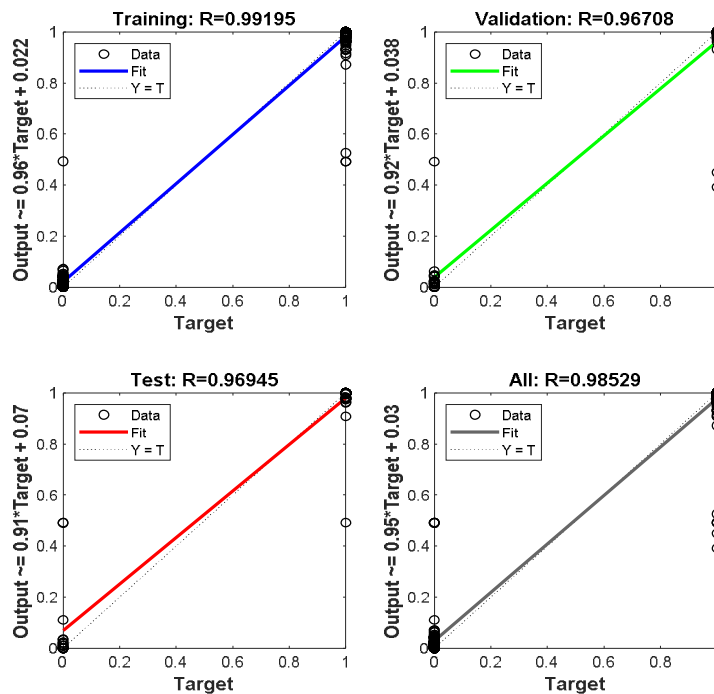 Training: R=0.99195
Output ~= 0.96*Target + 0.022
1
0.8
0.6
0.4
0.2
0
Data
Fit
Y = T
0 0.2 0.4 0.6 0.8 1
Target
Validation: R=0.96708
Output ~= 0.92*Target + 0.038
1
0.8
0.6
0.4
0.2
0
Data
Fit
Y = T
0 0.2 0.4 0.6 0.8
Target
Test: R=0.96945
Output ~= 0.91*Target + 0.07
1
0.8
0.6
0.4
0.2
0
Data
Fit
Y = T
0 0.2 0.4 0.6 0.8 1
Target
All: R=0.98529
Output ~= 0.95*Target + 0.03
1
0.8
0.6
0.4
0.2
0
Data
Fit
Y = T
0 0.2 0.4 0.6 0.8
Target